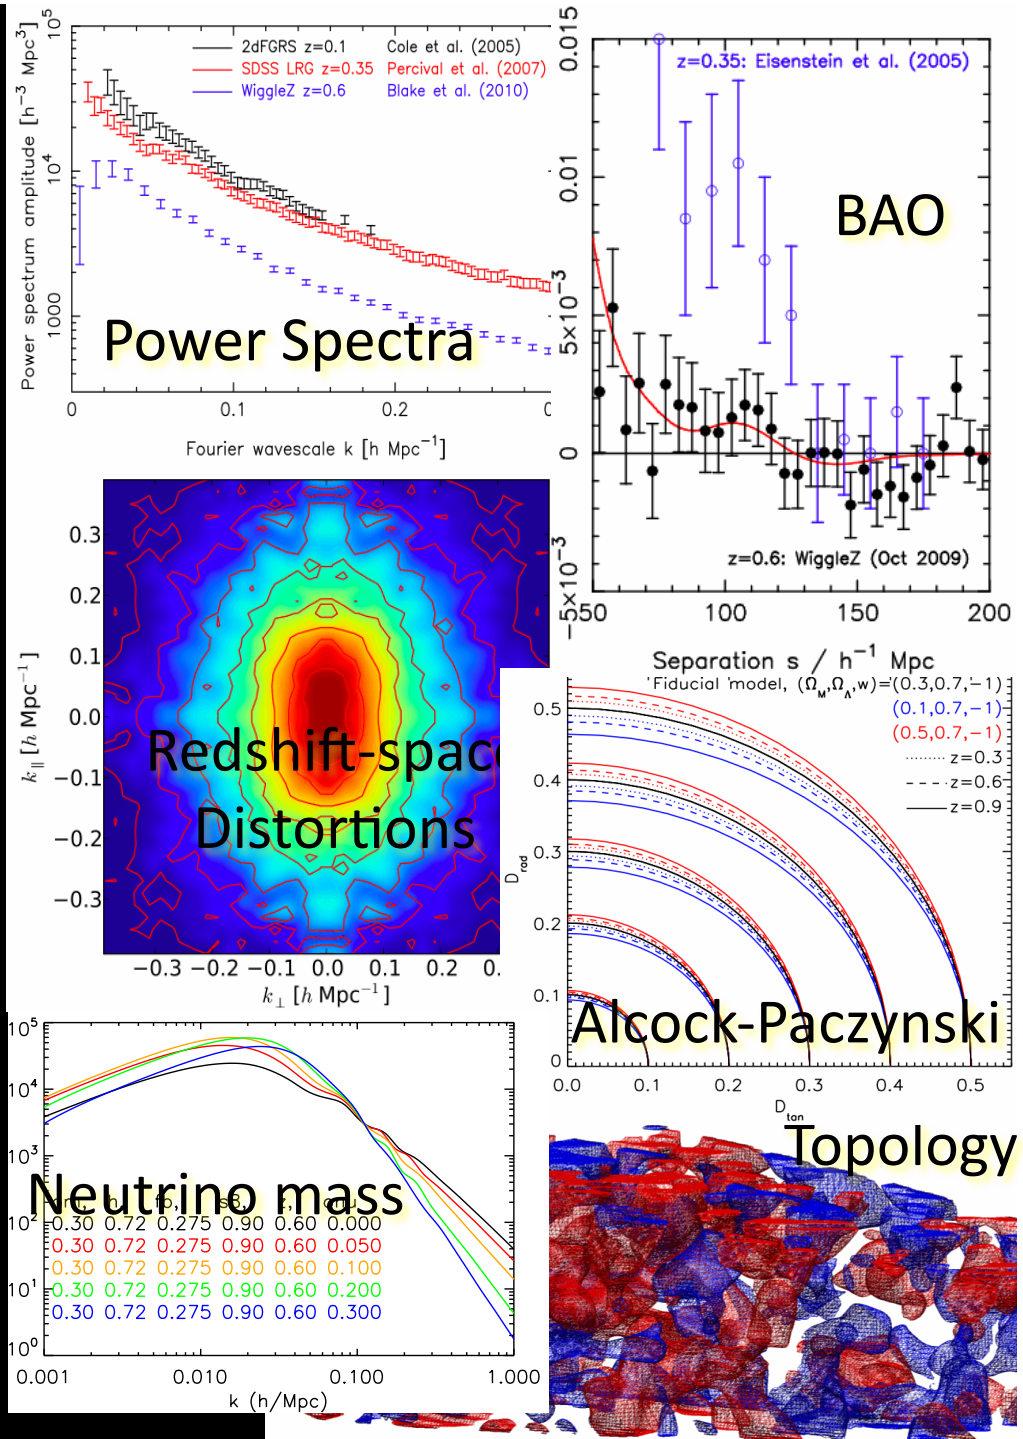 10⁵
10⁴
1000
Power spectrum amplitude [h⁻³ Mpc³]
2dFGRS z=0.1 Cole et al. (2005)
SDSS LRG z=0.35 Percival et al. (2007)
WiggleZ z=0.6 Blake et al. (2010)
Power Spectra
0 0.1 0.2
Fourier wavescale k [h Mpc⁻¹]
0.015
0.01
5×10⁻³
0
−5×10⁻³
z=0.35: Eisenstein et al. (2005)
BAO
z=0.6: WiggleZ (Oct 2009)
50 100 150 200
Separation s / h⁻¹ Mpc
0.3
0.2
0.1
0.0
−0.1
−0.2
−0.3
k∥ [h Mpc⁻¹]
Redshift-space
Distortions
−0.3 −0.2 −0.1 0.0 0.1 0.2 0.
k⊥ [h Mpc⁻¹]
Fiducial model, (Ω_M,Ω_Λ,w)=(0.3,0.7,−1)
(0.1,0.7,−1)
(0.5,0.7,−1)
z=0.3
z=0.6
z=0.9
0.5
0.4
0.3
0.2
0.1
0
D_rad
Alcock-Paczynski
0.0 0.1 0.2 0.3 0.4 0.5
D_tan
10⁵
10⁴
10³
10²
10¹
10⁰
Neutrino mass
0.30 0.72 0.275 0.90 0.60 0.000
0.30 0.72 0.275 0.90 0.60 0.050
0.30 0.72 0.275 0.90 0.60 0.100
0.30 0.72 0.275 0.90 0.60 0.200
0.30 0.72 0.275 0.90 0.60 0.300
0.001 0.010 0.100 1.000
k (h/Mpc)
Topology